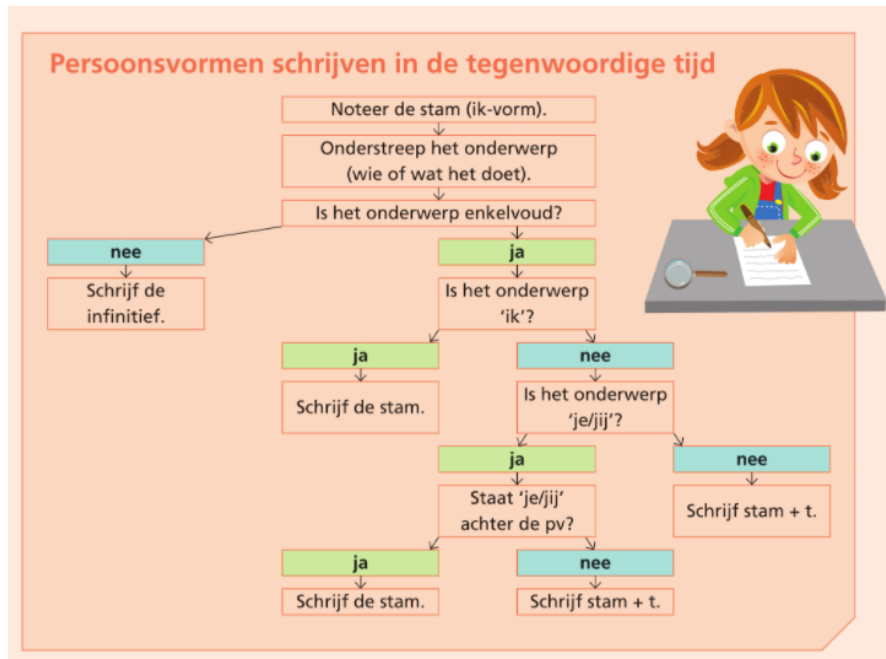 Persoonsvormen schrijven in de tegenwoordige tijd
Noteer de stam (ik-vorm).
Onderstreep het onderwerp
(wie of wat het doet).
Is het onderwerp enkelvoud?
nee
ja
Schrijf de
infinitief.
Is het onderwerp
‘ik’?
ja
nee
Schrijf de stam.
Is het onderwerp
‘je/jij’?
ja
nee
Staat ‘je/jij’
achter de pv?
Schrijf stam + t.
ja
nee
Schrijf de stam.
Schrijf stam + t.